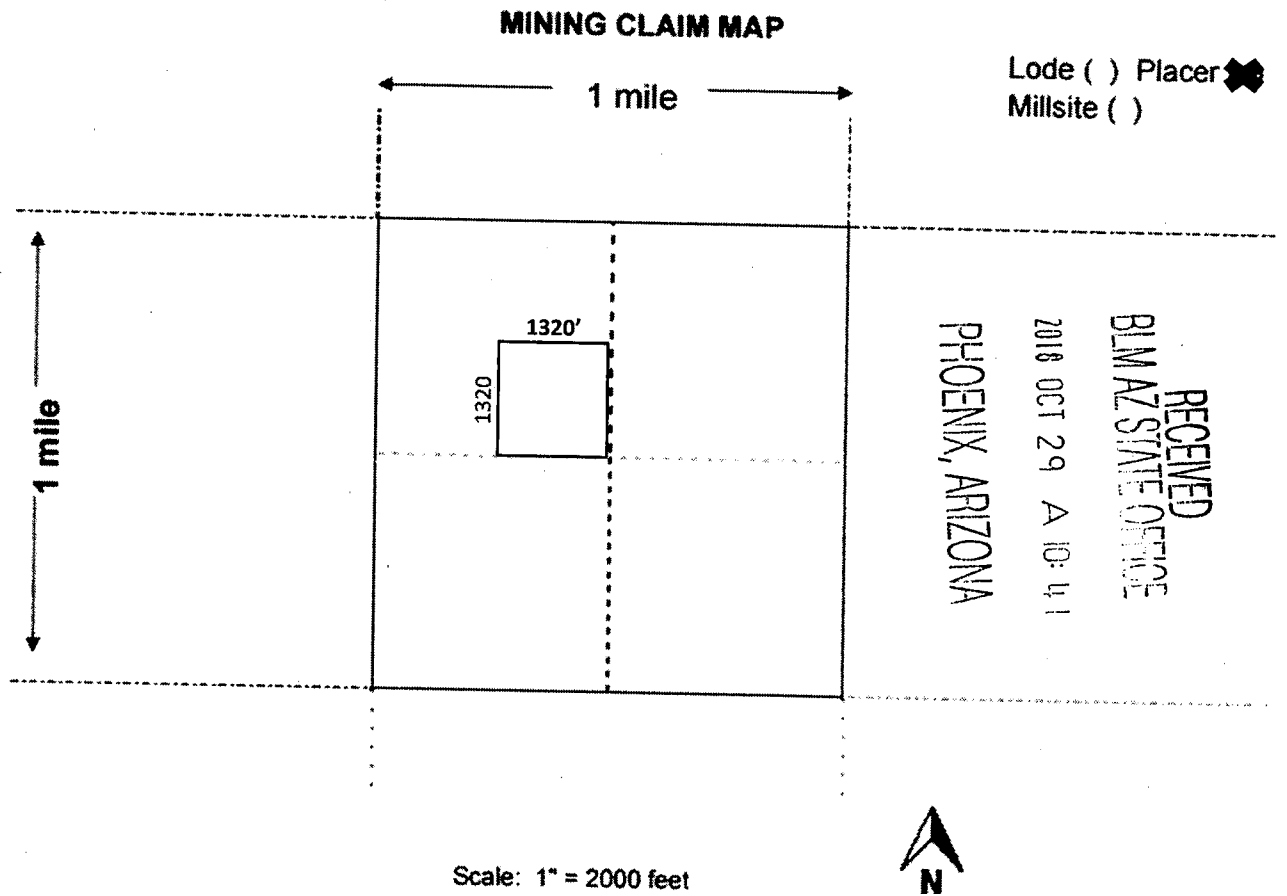 MINING CLAIM MAP
Lode ( ) Placer
Millsite ( )
1 mile
1 mile
1320'
1320
RECEIVED
BLM AZ STATE OFFICE
2018 OCT 29 A 10:41
PHOENIX, ARIZONA
Scale: 1" = 2000 feet
N